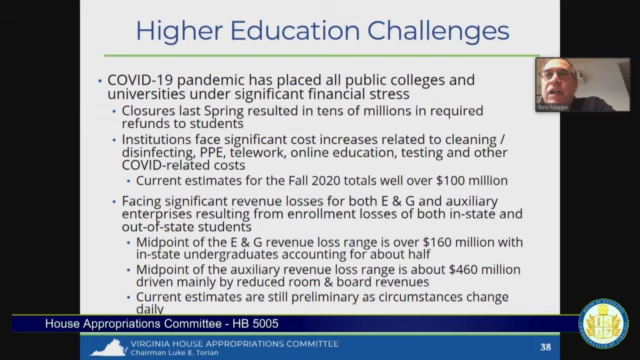 Higher Education Challenges
• COVID-19 pandemic has placed all public colleges and
universities under significant financial stress
• Closures last Spring resulted in tens of millions in required
refunds to students
• Institutions face significant cost increases related to cleaning /
disinfecting, PPE, telework, online education, testing and other
COVID-related costs
• Current estimates for the Fall 2020 totals well over $100 million
• Facing significant revenue losses for both E & G and auxiliary
enterprises resulting from enrollment losses of both in-state and
out-of-state students
• Midpoint of the E & G revenue loss range is over $160 million with
in-state undergraduates accounting for about half
• Midpoint of the auxiliary revenue loss range is about $460 million
driven mainly by reduced room & board revenues
• Current estimates are still preliminary as circumstances change
daily
House Appropriations Committee - HB 5005
VIRGINIA HOUSE APPROPRIATIONS COMMITTEE
Chairman Luke E. Torian
38